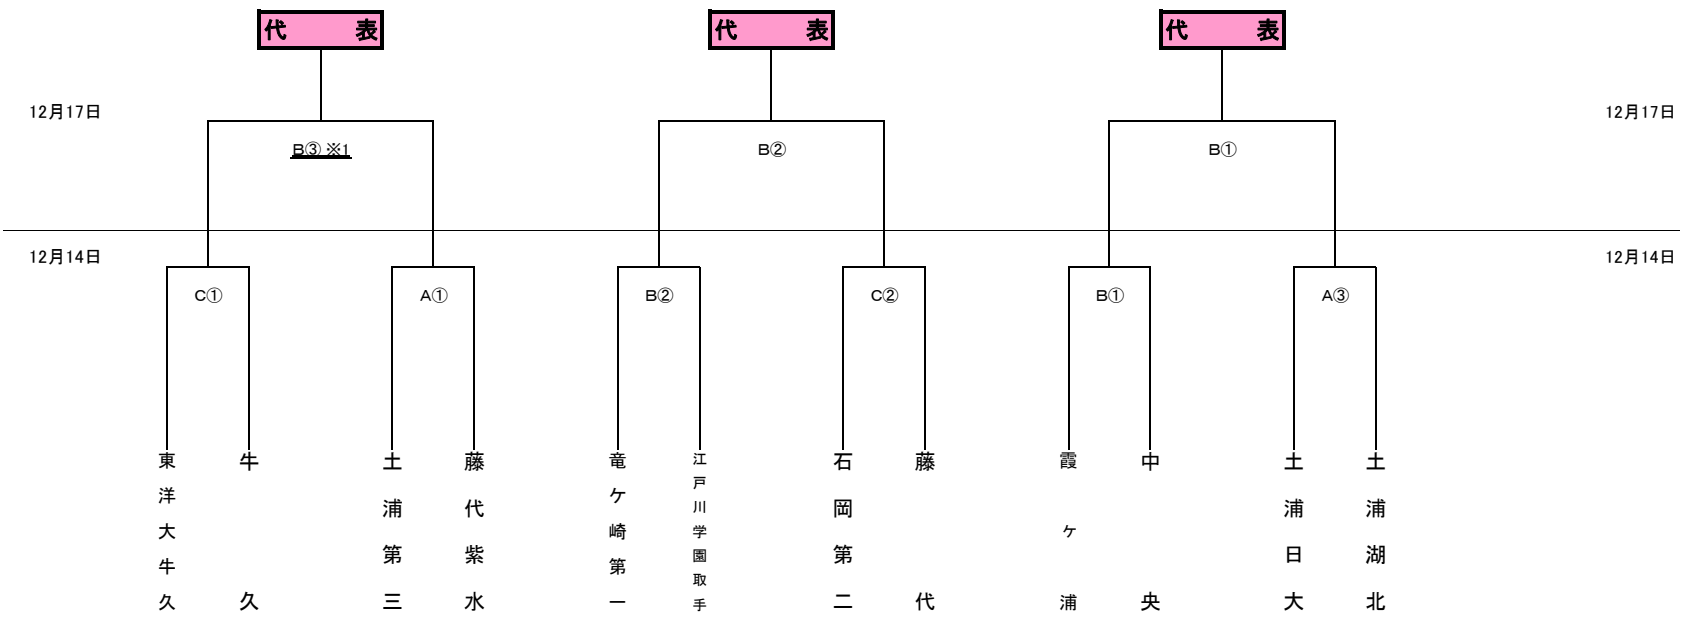 代　表
代　表
代　表
12月17日
12月17日
B③ ※1
B②
B①
12月14日
12月14日
C①
A①
B②
C②
B①
A③
東洋大牛久
牛久
土浦第三
藤代紫水
竜ケ崎第一
江戸川学園取手
石岡第二
藤代
霞ヶ浦
中央
土浦日大
土浦湖北